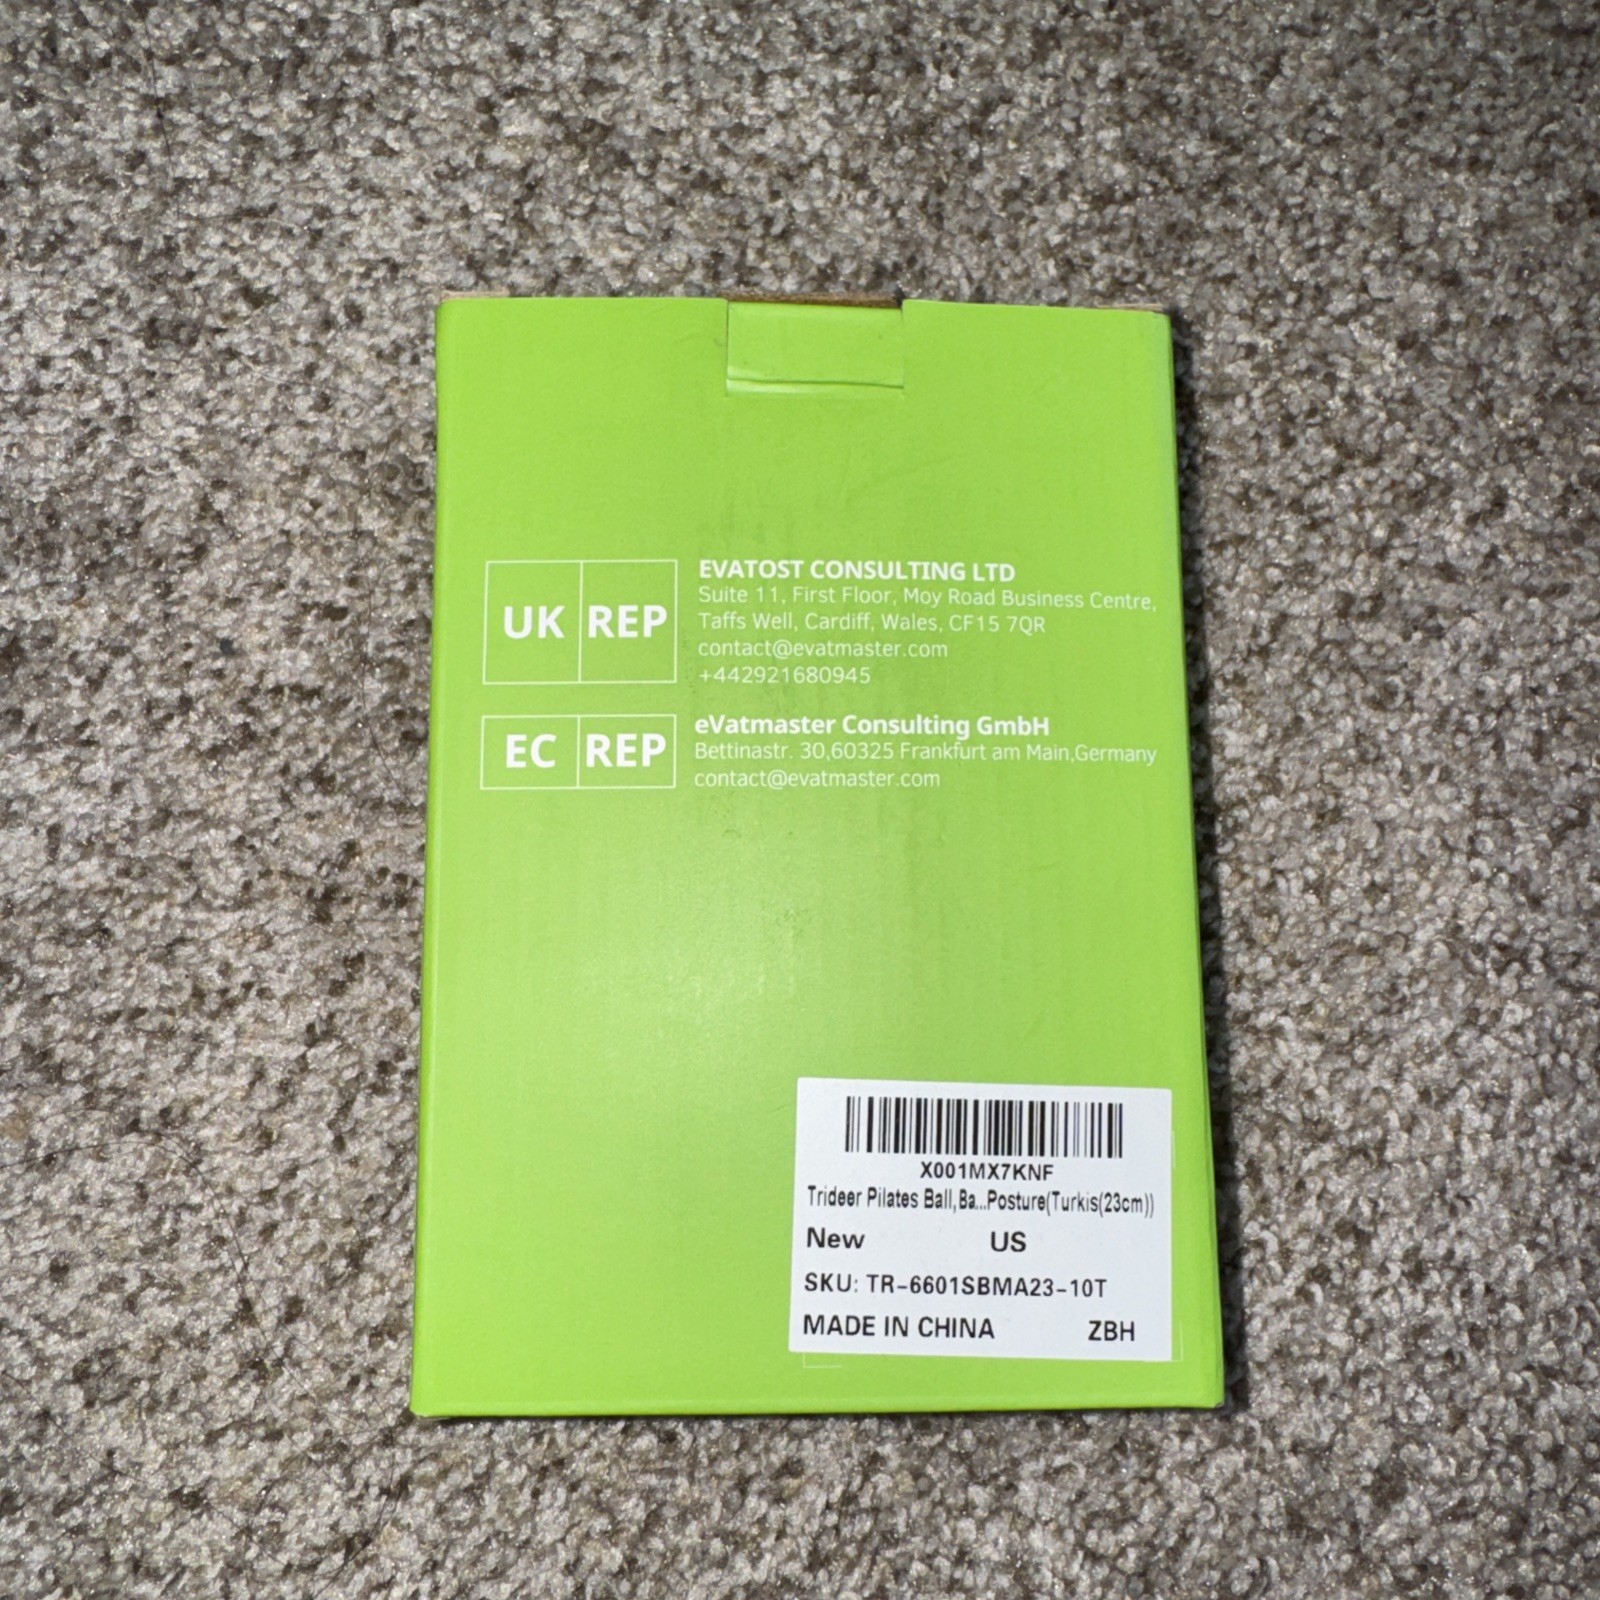 UK REP
EVATOST CONSULTING LTD
Suite 11, First Floor, Moy Road Business Centre,
Taffs Well, Cardiff, Wales, CF15 7QR
contact@evatmaster.com
+442921680945
EC REP
eVatmaster Consulting GmbH
Bettinastr. 30,60325 Frankfurt am Main,Germany
contact@evatmaster.com
X001MX7KNF
Trideer Pilates Ball,Ba...Posture(Turkis(23cm))
New US
SKU: TR-6601SBMA23-10T
MADE IN CHINA ZBH